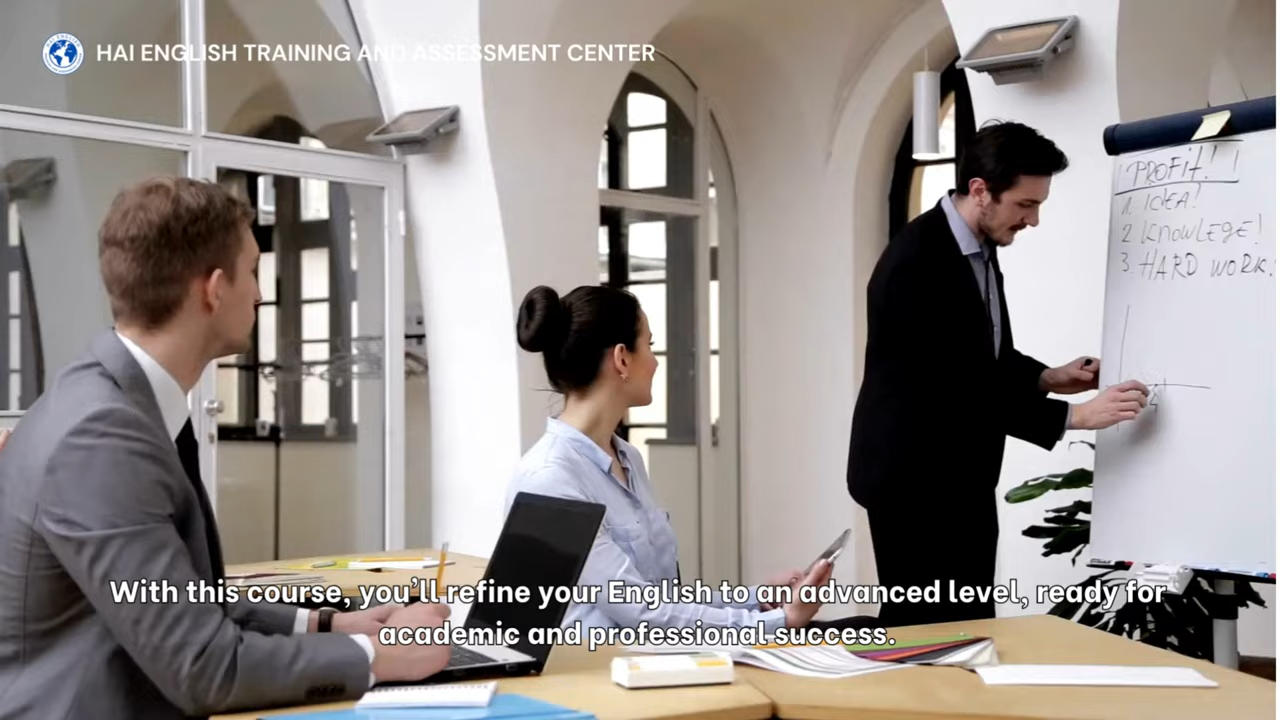 HAI ENGLISH TRAINING AND ASSESSMENT CENTER
PROFIT!
1. IDEA!
2. KNOWLEGE!
3. HARD WORK.
With this course, you’ll refine your English to an advanced level, ready for
academic and professional success.